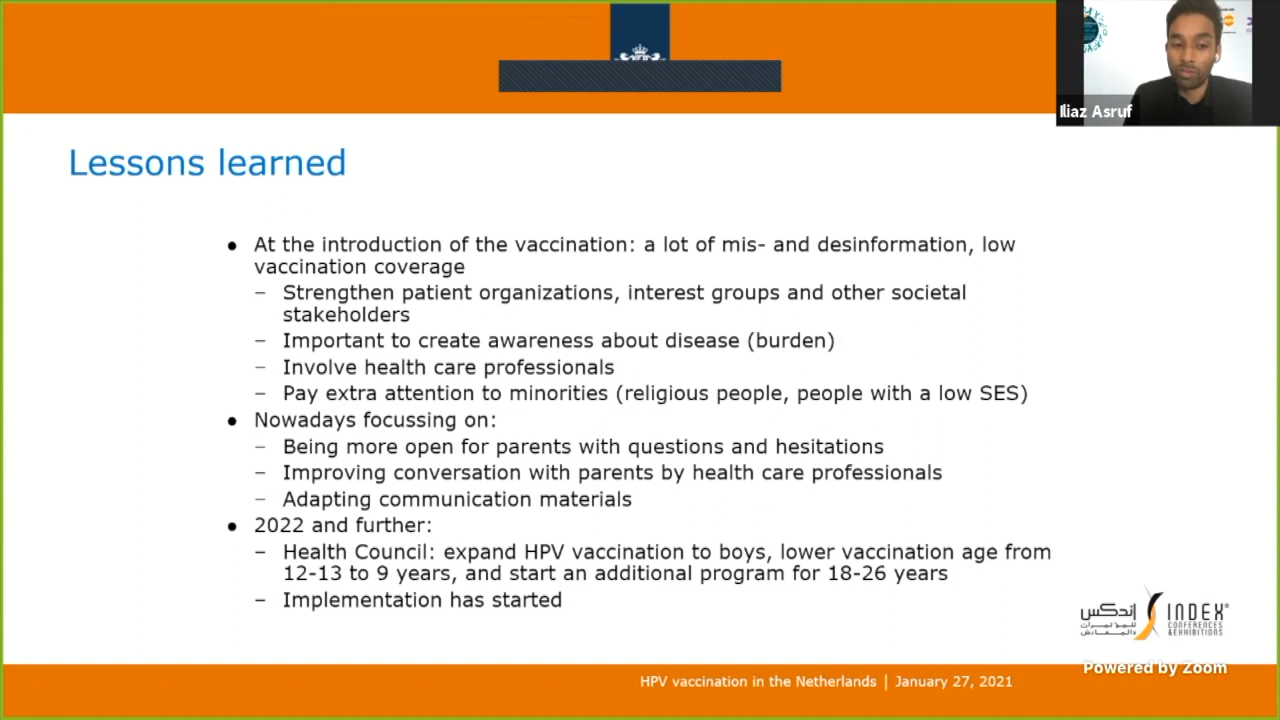 Iliaz Asruf
Lessons learned
● At the introduction of the vaccination: a lot of mis- and desinformation, low
vaccination coverage
– Strengthen patient organizations, interest groups and other societal
stakeholders
– Important to create awareness about disease (burden)
– Involve health care professionals
– Pay extra attention to minorities (religious people, people with a low SES)
● Nowadays focussing on:
– Being more open for parents with questions and hesitations
– Improving conversation with parents by health care professionals
– Adapting communication materials
● 2022 and further:
– Health Council: expand HPV vaccination to boys, lower vaccination age from
12-13 to 9 years, and start an additional program for 18-26 years
– Implementation has started
إندكس
للمؤتمرات
والمعارض
INDEX®
CONFERENCES
&EXHIBITIONS
Powered by Zoom
HPV vaccination in the Netherlands | January 27, 2021